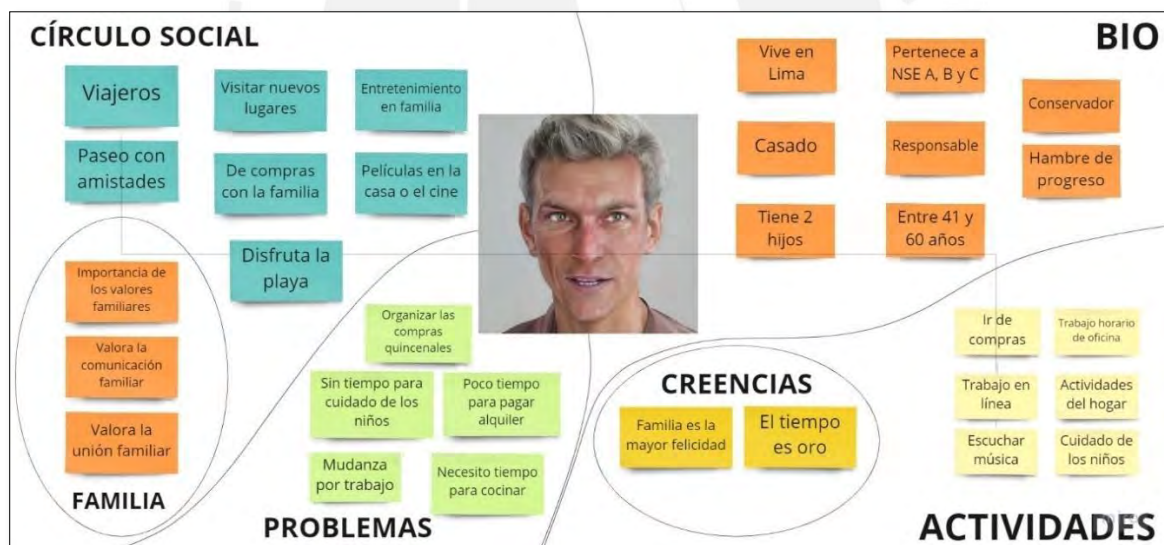 CÍRCULO SOCIAL
Viajeros
Visitar nuevos
lugares
Entretenimiento
en familia
Paseo con
amistades
De compras
con la familia
Películas en la
casa o el cine
Disfruta la
playa
BIO
Vive en
Lima
Pertenece a
NSE A, B y C
Conservador
Casado
Responsable
Hambre de
progreso
Tiene 2
hijos
Entre 41 y
60 años
Importancia de
los valores
familiares
Valora la
comunicación
familiar
Valora la
unión familiar
FAMILIA
Organizar las
compras
quincenales
Sin tiempo para
cuidado de los
niños
Poco tiempo
para pagar
alquiler
Mudanza
por trabajo
Necesito tiempo
para cocinar
PROBLEMAS
CREENCIAS
Familia es la
mayor felicidad
El tiempo
es oro
Ir de
compras
Trabajo horario
de oficina
Trabajo en
línea
Actividades
del hogar
Escuchar
música
Cuidado de
los niños
ACTIVIDADES